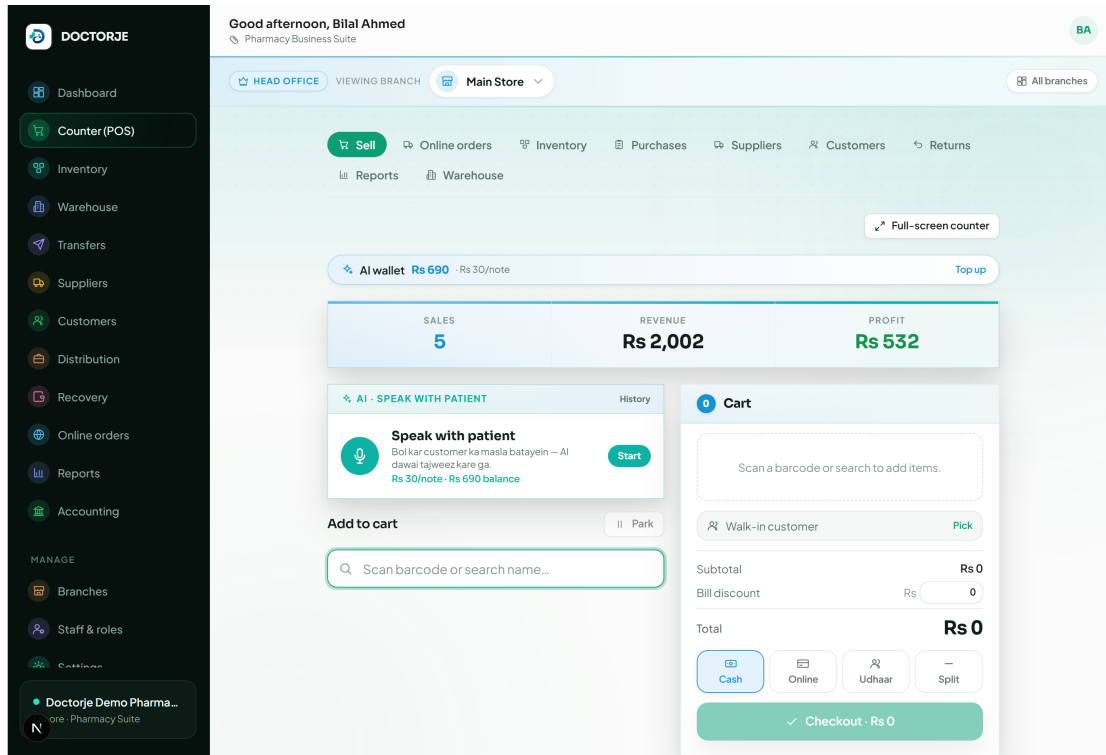 DOCTORJE
Dashboard
Counter (POS)
Inventory
Warehouse
Transfers
Suppliers
Customers
Distribution
Recovery
Online orders
Reports
Accounting
MANAGE
Branches
Staff & roles
Settings
Doctorje Demo Pharma...
ore · Pharmacy Suite
N
Good afternoon, Bilal Ahmed
Pharmacy Business Suite
BA
HEAD OFFICE
VIEWING BRANCH
Main Store
All branches
Sell
Online orders
Inventory
Purchases
Suppliers
Customers
Returns
Reports
Warehouse
Full-screen counter
AI wallet Rs 690 · Rs 30/note
Top up
SALES
5
REVENUE
Rs 2,002
PROFIT
Rs 532
AI · SPEAK WITH PATIENT
History
Speak with patient
Bol kar customer ka masla batayein — AI
dawai tajweez kare ga.
Rs 30/note · Rs 690 balance
Start
Add to cart
Park
Scan barcode or search name...
0 Cart
Scan a barcode or search to add items.
Walk-in customer
Pick
Subtotal
Rs 0
Bill discount
Rs 0
Total
Rs 0
Cash
Online
Udhaar
Split
Checkout · Rs 0